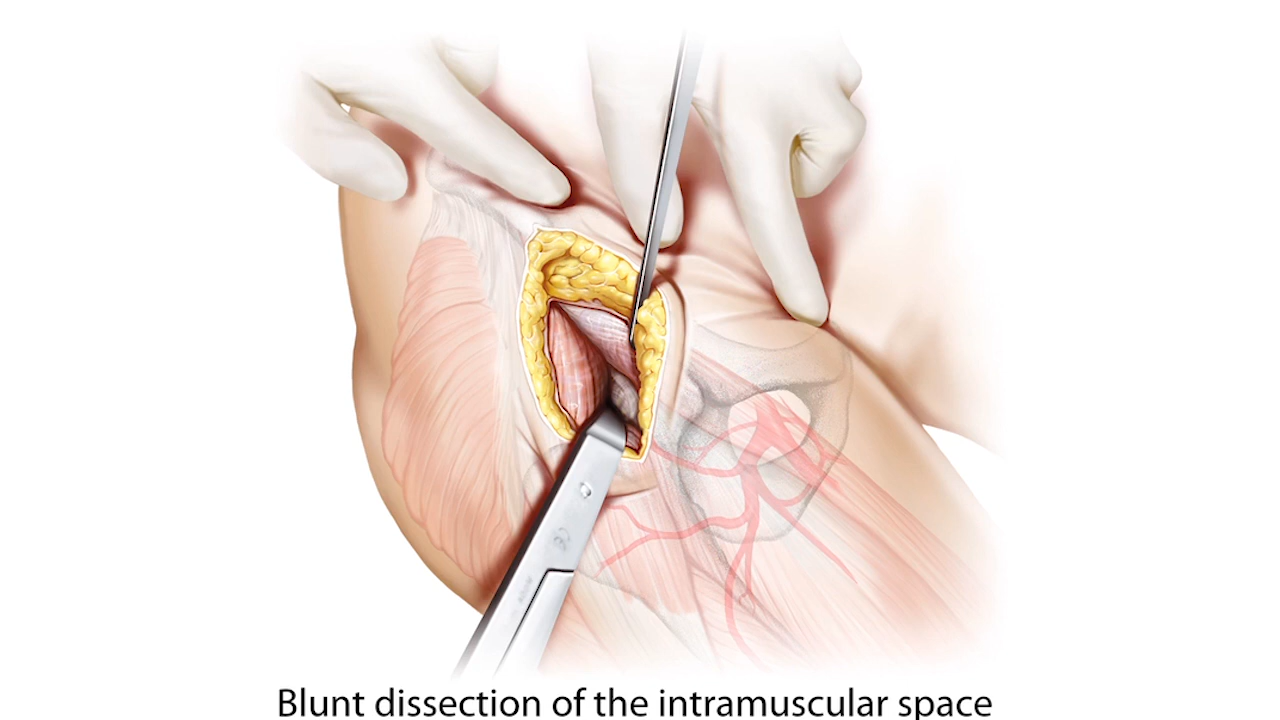 Blunt dissection of the intramuscular space